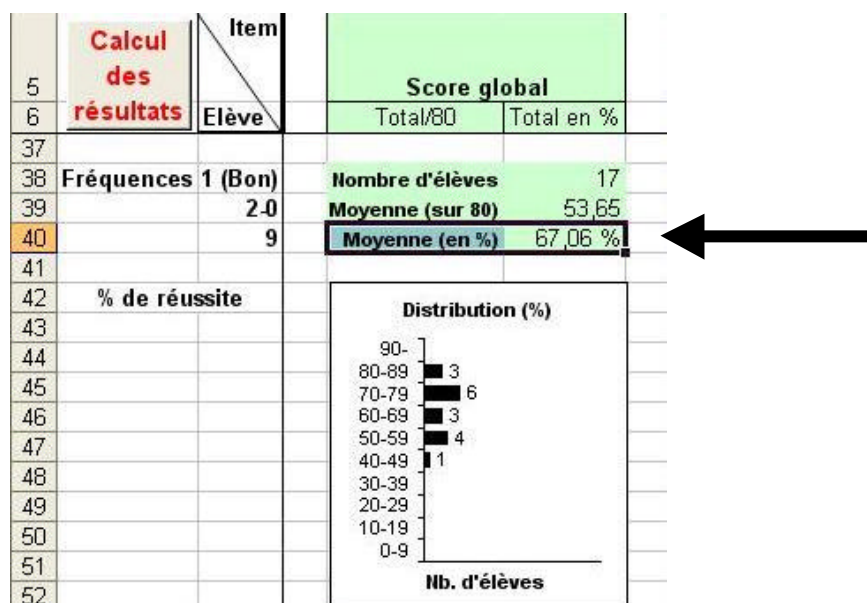 Calcul
des
résultats
Item
Elève
5 Score global
6 Total/80 Total en %
37
38 Fréquences 1 (Bon) Nombre d'élèves 17
39 2-0 Moyenne (sur 80) 53,65
40 9 Moyenne (en %) 67,06 %
41
42 % de réussite
Distribution (%)
43
44
45
46
47
48
49
50
51
52
90-
80-89 3
70-79 6
60-69 3
50-59 4
40-49 1
30-39
20-29
10-19
0-9
Nb. d'élèves